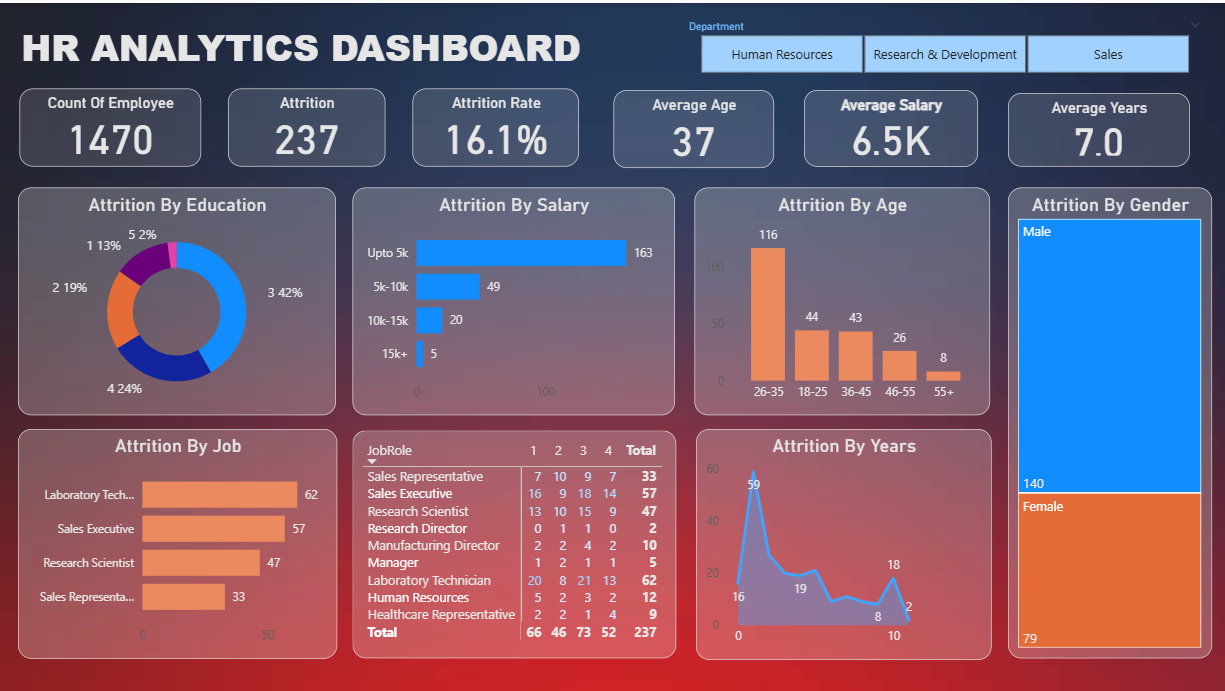 Department
HR ANALYTICS DASHBOARD
Human Resources
Research & Development
Sales
Count Of Employee
1470
Attrition
237
Attrition Rate
16.1%
Average Age
37
Average Salary
6.5K
Average Years
7.0
Attrition By Education
5 2%
1 13%
2 19%
3 42%
4 24%
Attrition By Salary
Upto 5k 163
5k-10k 49
10k-15k 20
15k+ 5
0 100
Attrition By Age
116
100
44 43
50
26
8
0
26-35 18-25 36-45 46-55 55+
Attrition By Gender
Male
140
Female
79
Attrition By Job
Laboratory Tech... 62
Sales Executive 57
Research Scientist 47
Sales Representa... 33
0 50
JobRole 1 2 3 4 Total
Sales Representative 7 10 9 7 33
Sales Executive 16 9 18 14 57
Research Scientist 13 10 15 9 47
Research Director 0 1 1 0 2
Manufacturing Director 2 2 4 2 10
Manager 1 2 1 1 5
Laboratory Technician 20 8 21 13 62
Human Resources 5 2 3 2 12
Healthcare Representative 2 2 1 4 9
Total 66 46 73 52 237
Attrition By Years
60
59
40
18
20
19
16
2
8
0
0 10